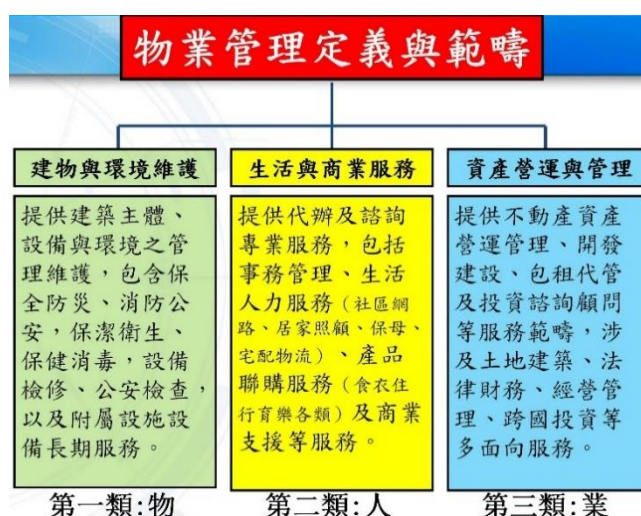 物業管理定義與範疇
建物與環境維護
提供建築主體、
設備與環境之管
理維護，包含保
全防災、消防公
安，保潔衛生、
保健消毒，設備
檢修、公安檢查，
以及附屬設施設
備長期服務。
第一類:物
生活與商業服務
提供代辦及諮詢
專業服務，包括
事務管理、生活
人力服務（社區網
路、居家照顧、保母、
宅配物流）、產品
聯購服務（食衣住
行育樂各類）及商業
支援等服務。
第二類:人
資產營運與管理
提供不動產資產
營運管理、開發
建設、包租代管
及投資諮詢顧問
等服務範疇，涉
及土地建築、法
律財務、經營管
理、跨國投資等
多面向服務。
第三類:業